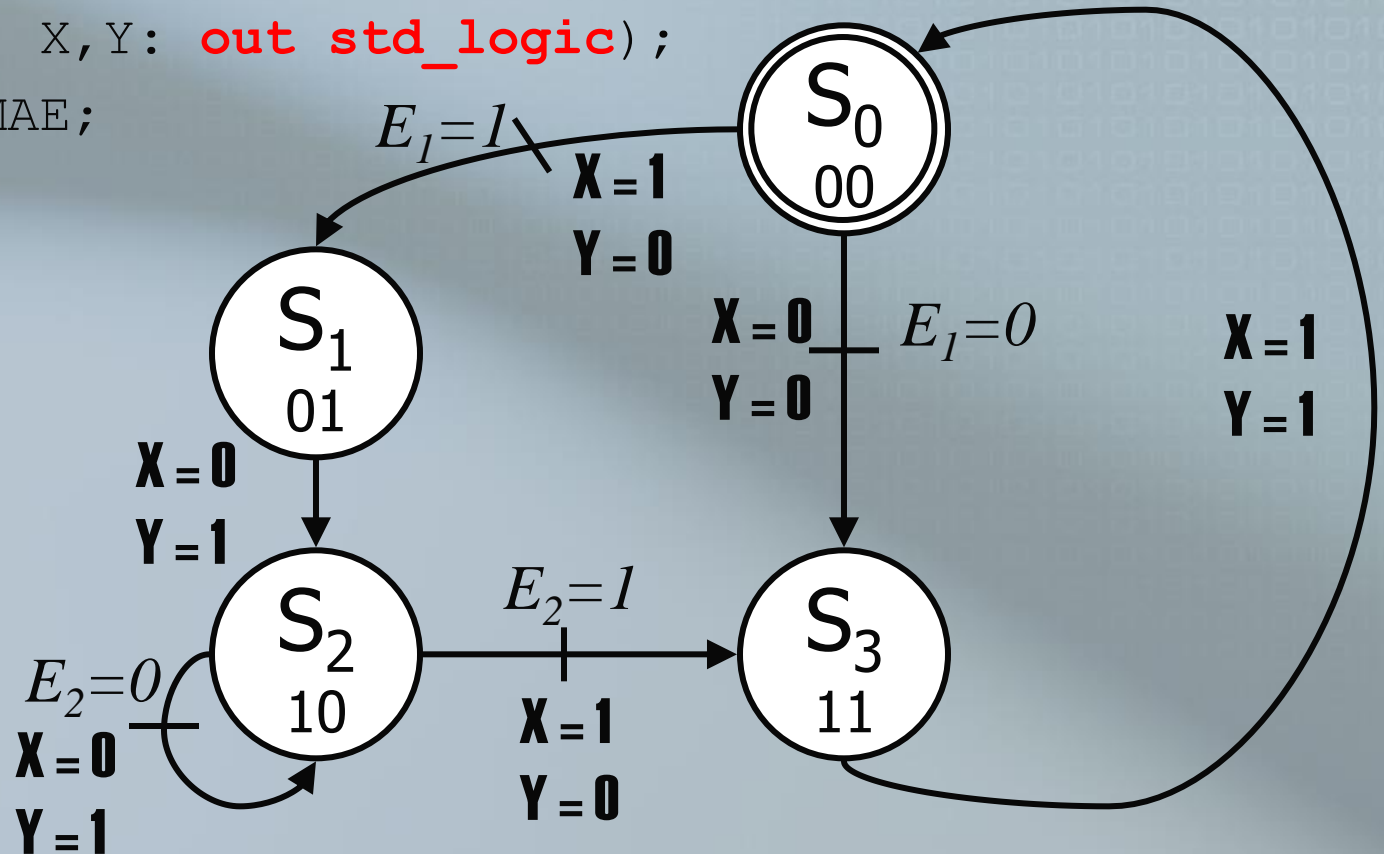 X,Y: out std_logic);
MAE;
E₁=1
X = 1
Y = 0
S₀
00
S₁
01
X = 0
Y = 0
E₁=0
X = 1
Y = 1
X = 0
Y = 1
S₂
10
E₂=0
X = 0
Y = 1
E₂=1
X = 1
Y = 0
S₃
11